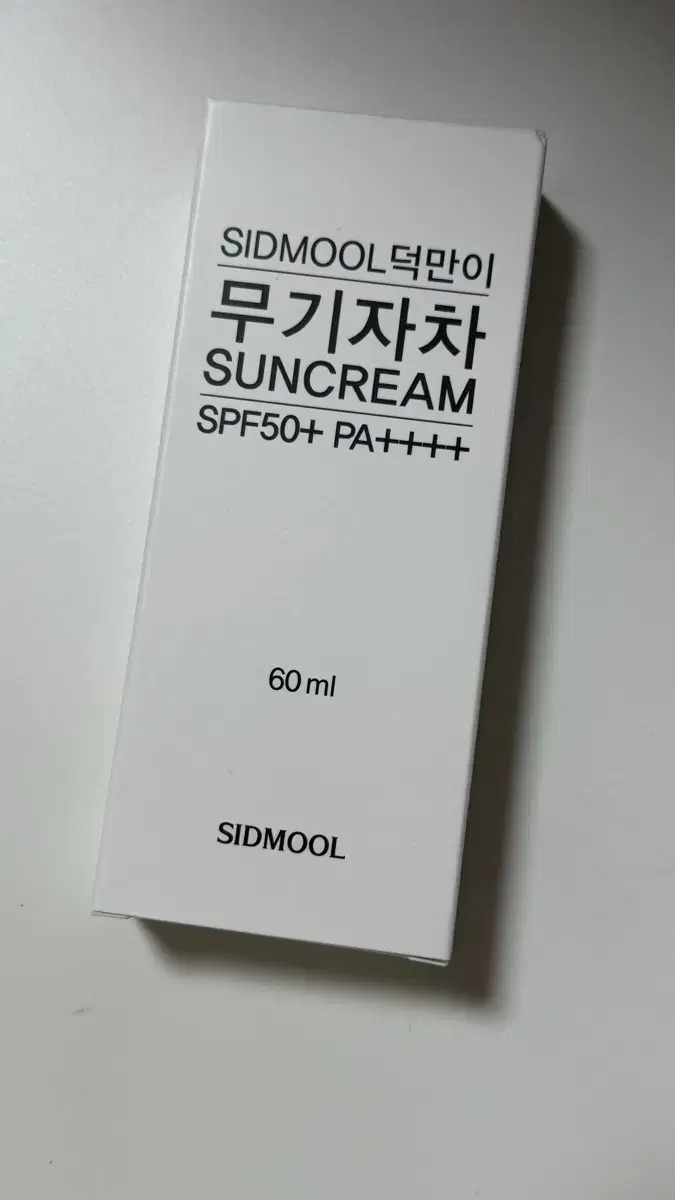 SIDMOOL덕만이
무기자차
SUNCREAM
SPF50+ PA++++
60 ml
SIDMOOL